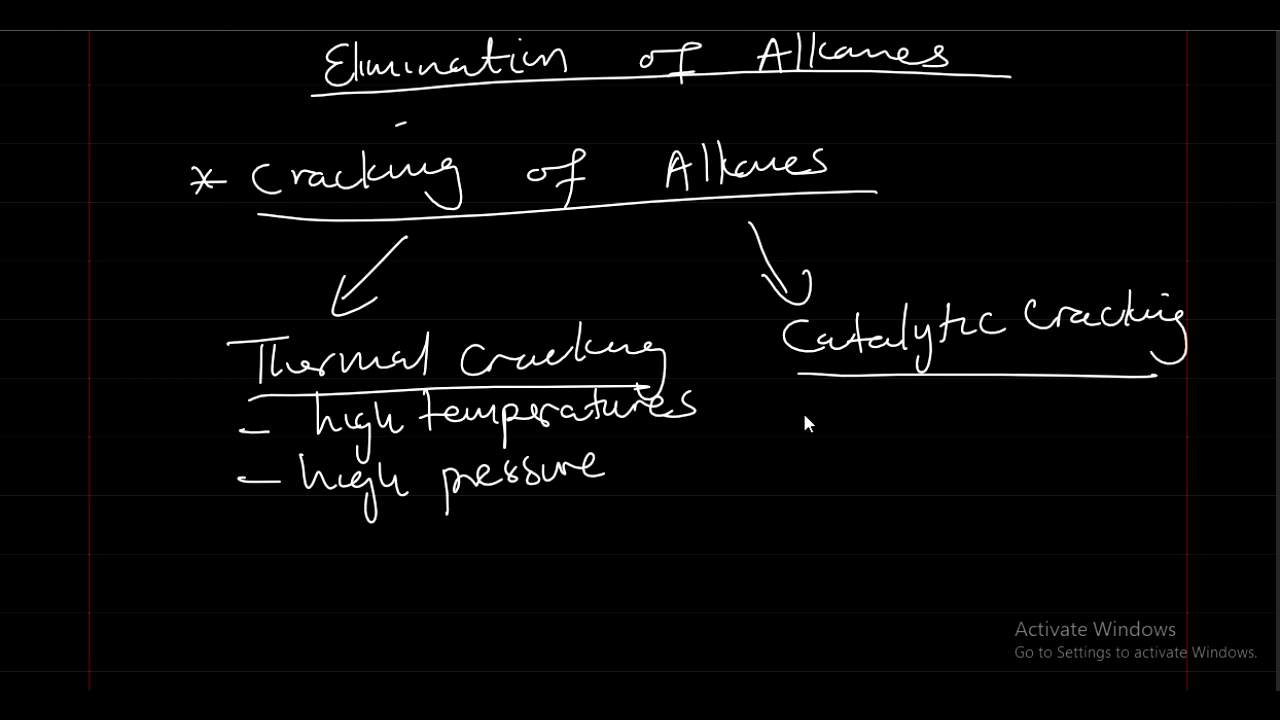 Elimination of Alkanes
* Cracking of Alkanes
Thermal Cracking
- high temperatures
- high pressure
Catalytic Cracking
Activate Windows
Go to Settings to activate Windows.